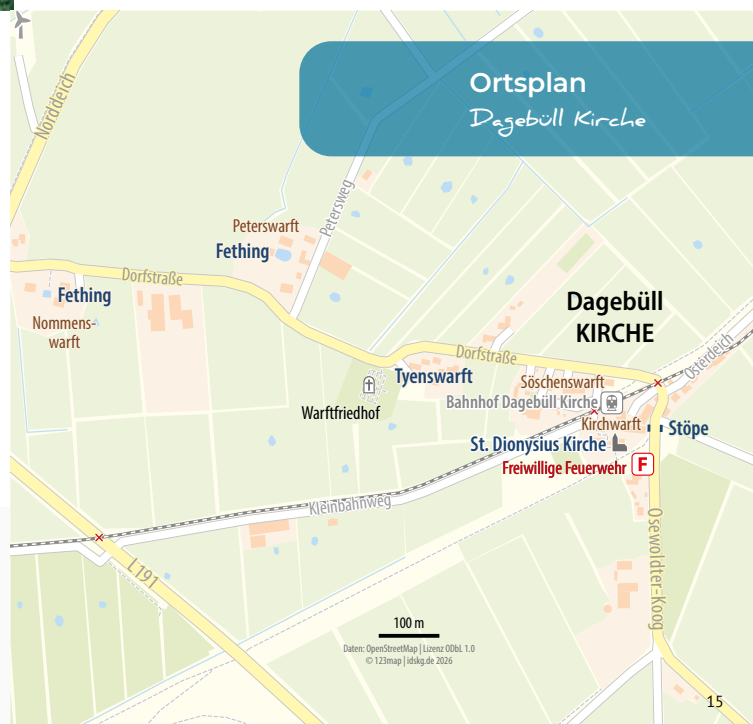 Ortsplan
Dagebüll Kirche
Norddeich
Petersweg
Peterswarft
Fething
Dorfstraße
Fething
Nommens-
warft
Dagebüll
KIRCHE
Osterdeich
Dorfstraße
Tyenswarft
Söschenswarft
Bahnhof Dagebüll Kirche
Warftfriedhof
Kirchwarft
Stöpe
St. Dionysius Kirche
Freiwillige Feuerwehr F
Kleinbahnweg
L191
Osewoldter-Koog
100 m
Daten: OpenStreetMap | Lizenz ODbL 1.0
© 123map | idskg.de 2026
15